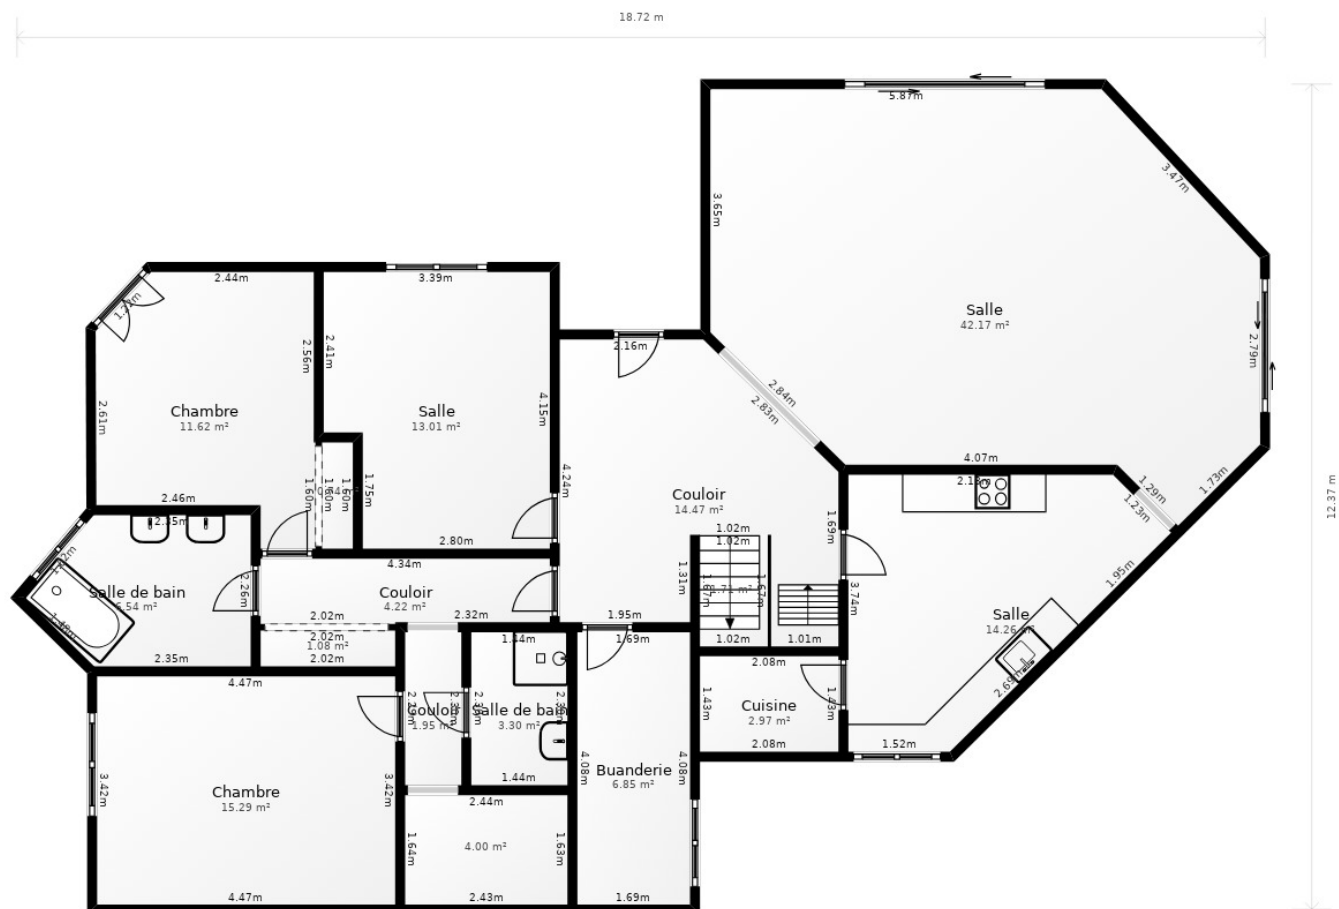 18.72 m
5.87m
3.47m
3.65m
2.44m
3.39m
1.22m
2.16m
2.56m
2.41m
Salle
42.17 m²
2.79m
12.37 m
2.61m
Chambre
11.62 m²
Salle
13.01 m²
4.15m
2.84m
2.83m
4.07m
1.60m
1.60m
1.60m
1.75m
4.24m
Couloir
14.47 m²
1.29m
1.23m
1.73m
2.46m
2.35m
1.02m
1.02m
1.69m
2.80m
4.34m
Salle de bain
2.26m
Couloir
4.22 m²
1.31m
1.67m
1.67m
3.74m
1.95m
Salle
14.26 m²
2.02m
2.32m
1.95m
2.02m
1.08 m²
2.02m
1.44m
1.69m
1.02m
1.01m
2.35m
4.47m
2.08m
Couloir
1.95 m²
Salle de bain
3.30 m²
1.43m
Cuisine
2.97 m²
1.43m
2.08m
1.52m
3.42m
Chambre
15.29 m²
3.42m
1.44m
4.08m
Buanderie
6.85 m²
4.08m
2.44m
1.64m
4.00 m²
1.63m
4.47m
2.43m
1.69m